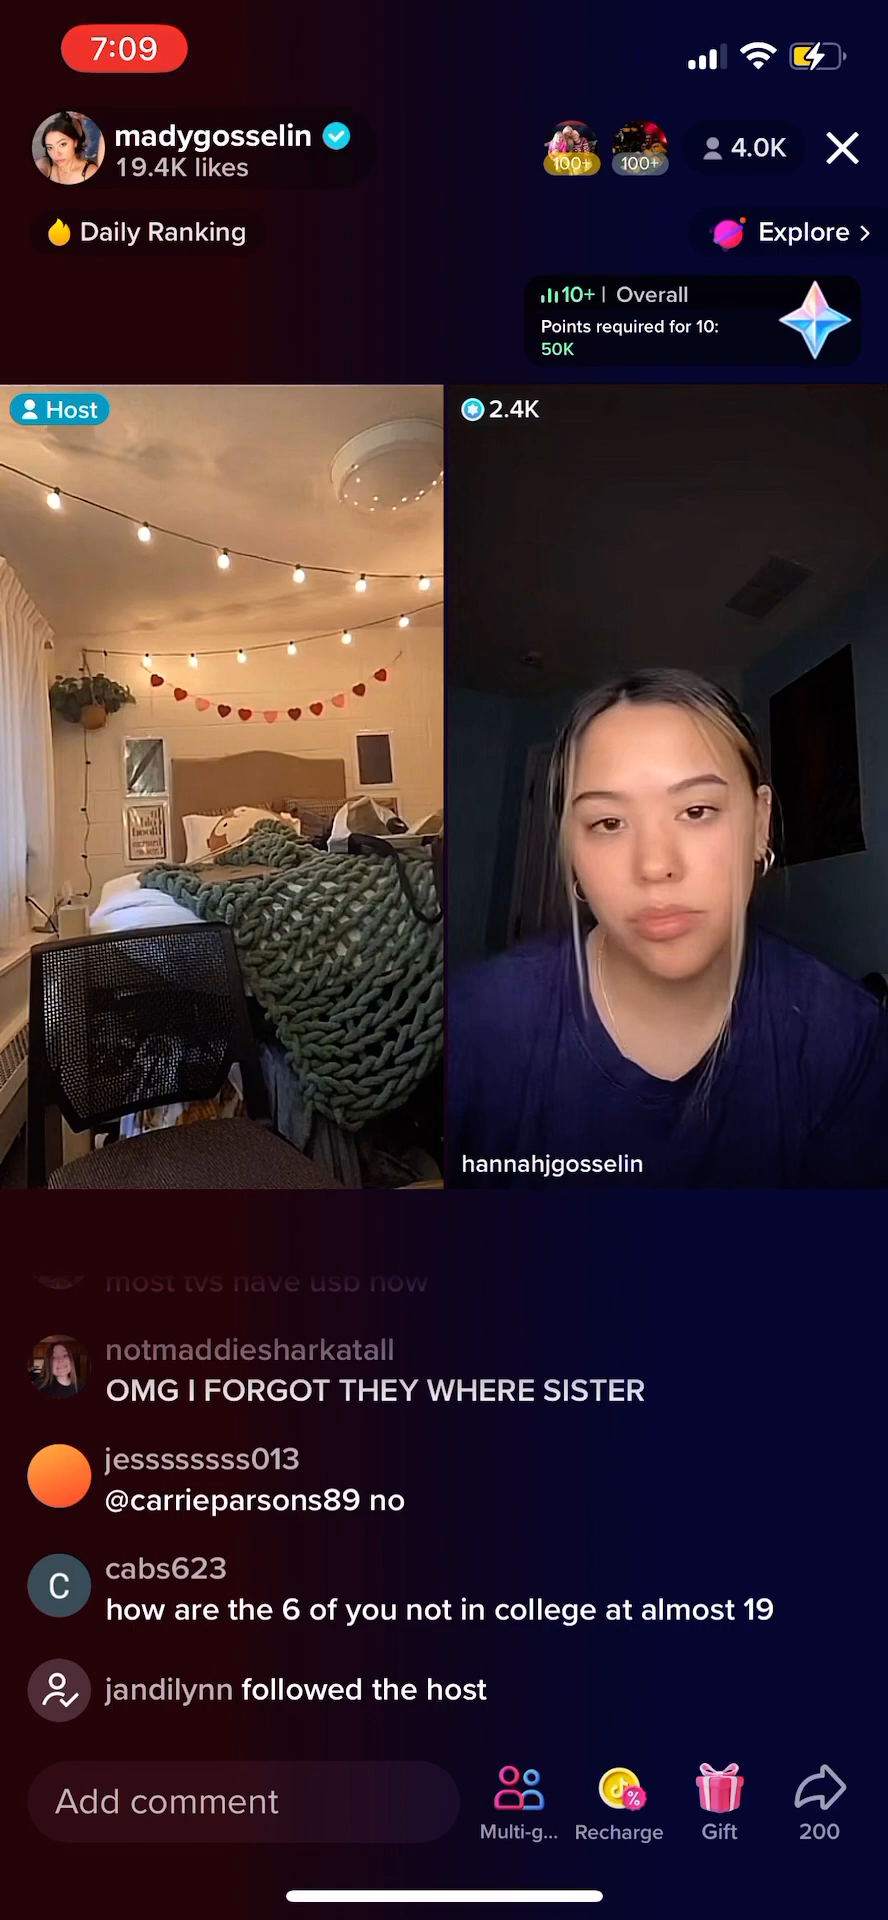 7:09
madygosselin
19.4K likes
100+
100+
4.0K
Daily Ranking
Explore >
10+ | Overall
Points required for 10:
50K
Host
2.4K
hannahjgosselin
most tvs have usb now
notmaddiesharkatall
OMG I FORGOT THEY WHERE SISTER
jessssssss013
@carrieparsons89 no
C
cabs623
how are the 6 of you not in college at almost 19
jandilynn followed the host
Add comment
Multi-g...
Recharge
Gift
200